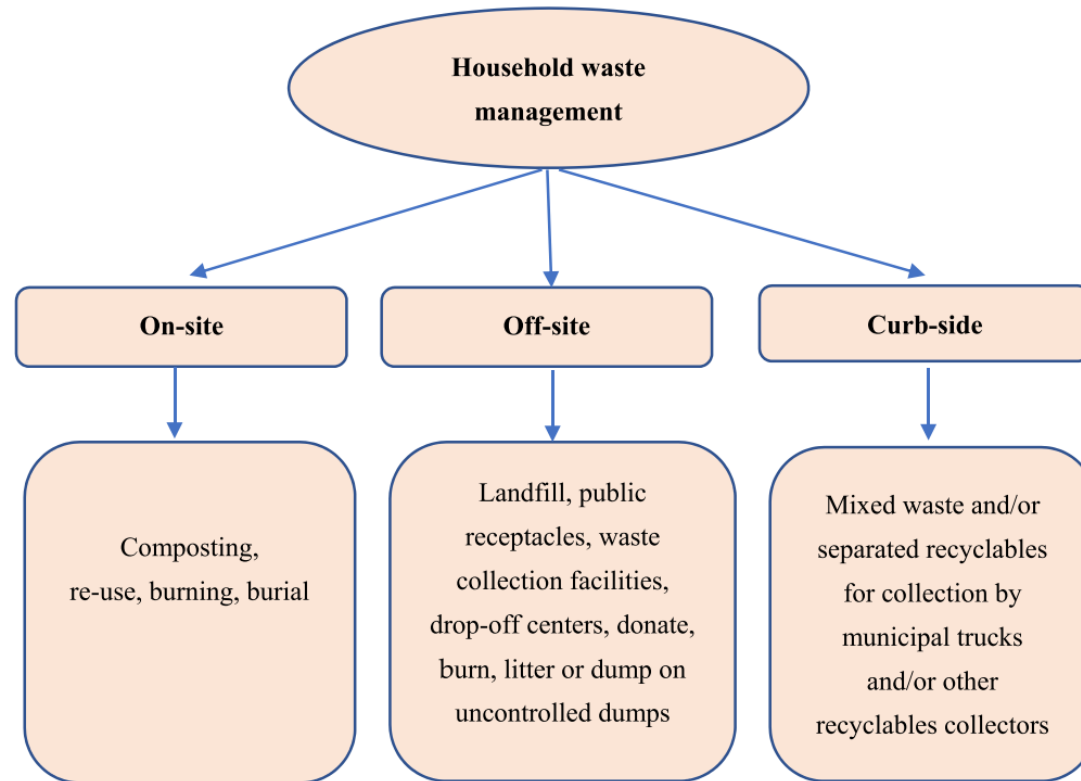 Household waste
management
On-site
Off-site
Curb-side
Composting,
re-use, burning, burial
Landfill, public
receptacles, waste
collection facilities,
drop-off centers, donate,
burn, litter or dump on
uncontrolled dumps
Mixed waste and/or
separated recyclables
for collection by
municipal trucks
and/or other
recyclables collectors